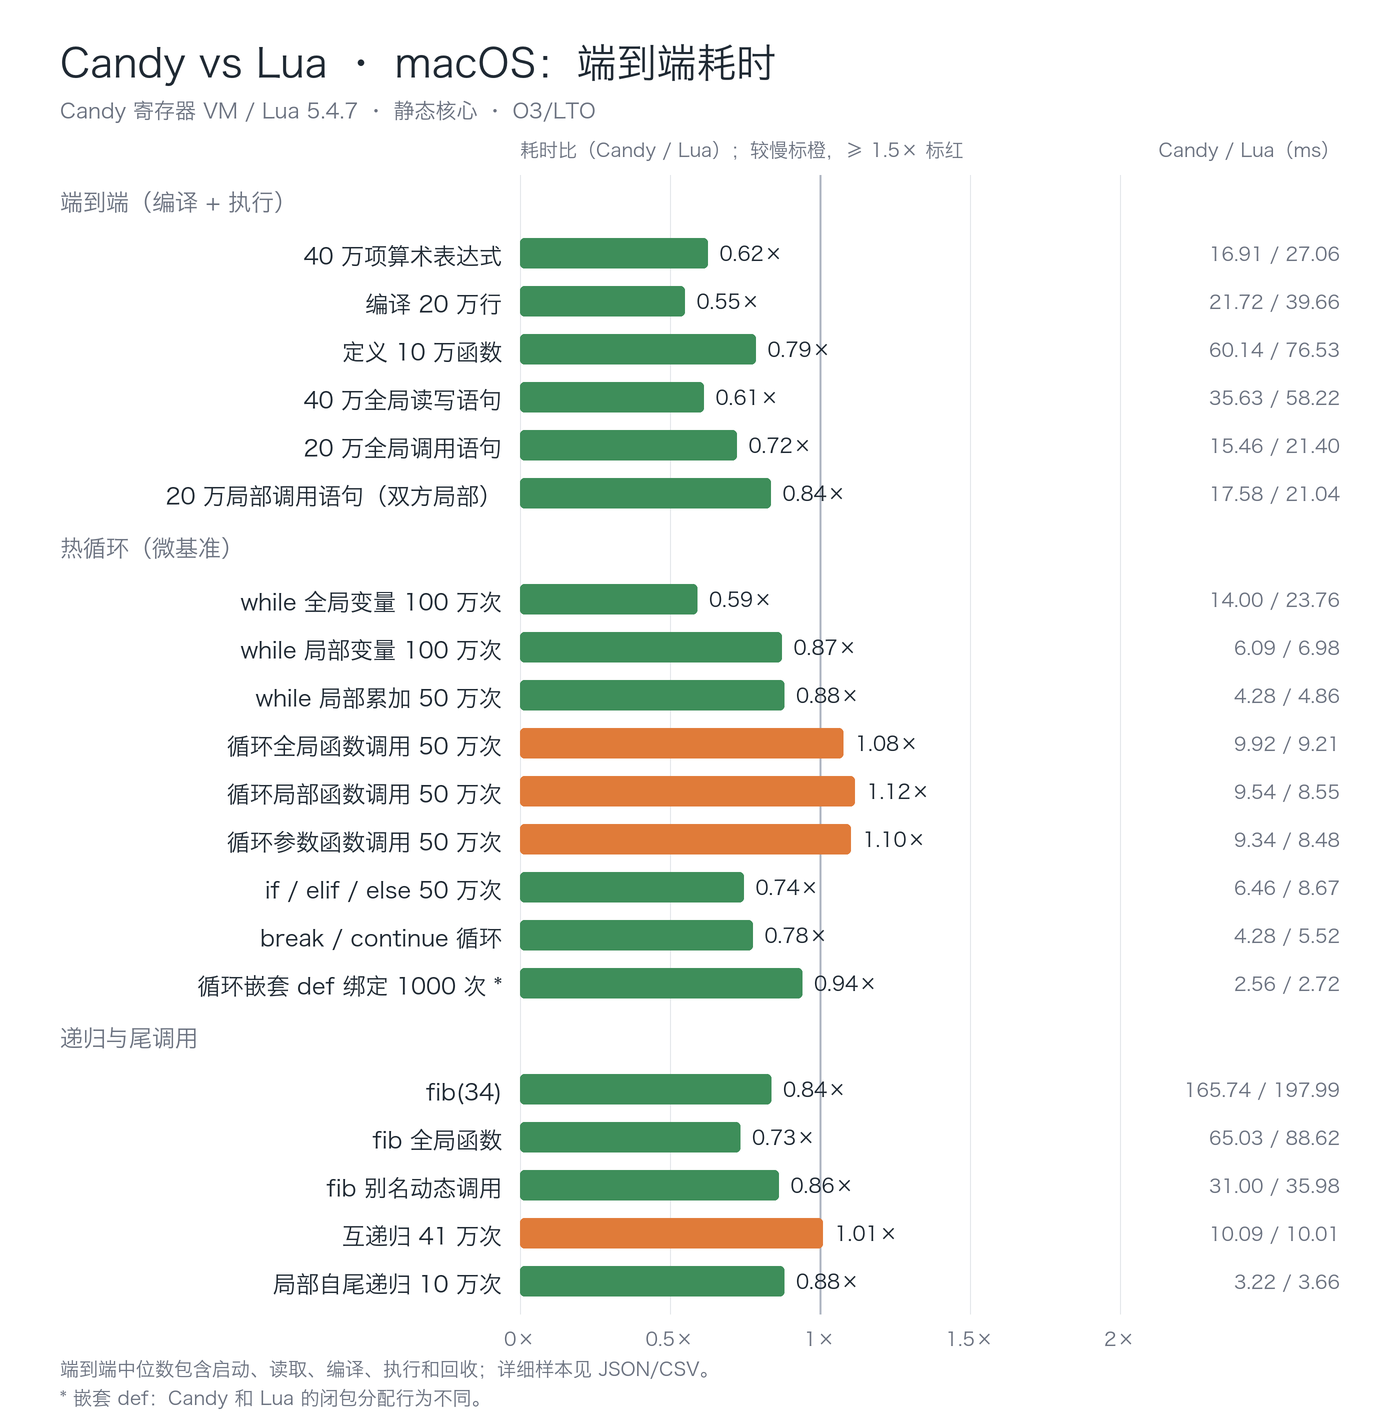 Candy vs Lua · macOS：端到端耗时
Candy 寄存器 VM / Lua 5.4.7 · 静态核心 · O3/LTO
耗时比（Candy / Lua）；较慢标橙，≥ 1.5× 标红 Candy / Lua（ms）
端到端（编译 + 执行）
40 万项算术表达式 0.62× 16.91 / 27.06
编译 20 万行 0.55× 21.72 / 39.66
定义 10 万函数 0.79× 60.14 / 76.53
40 万全局读写语句 0.61× 35.63 / 58.22
20 万全局调用语句 0.72× 15.46 / 21.40
20 万局部调用语句（双方局部） 0.84× 17.58 / 21.04
热循环（微基准）
while 全局变量 100 万次 0.59× 14.00 / 23.76
while 局部变量 100 万次 0.87× 6.09 / 6.98
while 局部累加 50 万次 0.88× 4.28 / 4.86
循环全局函数调用 50 万次 1.08× 9.92 / 9.21
循环局部函数调用 50 万次 1.12× 9.54 / 8.55
循环参数函数调用 50 万次 1.10× 9.34 / 8.48
if / elif / else 50 万次 0.74× 6.46 / 8.67
break / continue 循环 0.78× 4.28 / 5.52
循环嵌套 def 绑定 1000 次 * 0.94× 2.56 / 2.72
递归与尾调用
fib(34) 0.84× 165.74 / 197.99
fib 全局函数 0.73× 65.03 / 88.62
fib 别名动态调用 0.86× 31.00 / 35.98
互递归 41 万次 1.01× 10.09 / 10.01
局部自尾递归 10 万次 0.88× 3.22 / 3.66
0× 0.5× 1× 1.5× 2×
端到端中位数包含启动、读取、编译、执行和回收；详细样本见 JSON/CSV。
* 嵌套 def：Candy 和 Lua 的闭包分配行为不同。